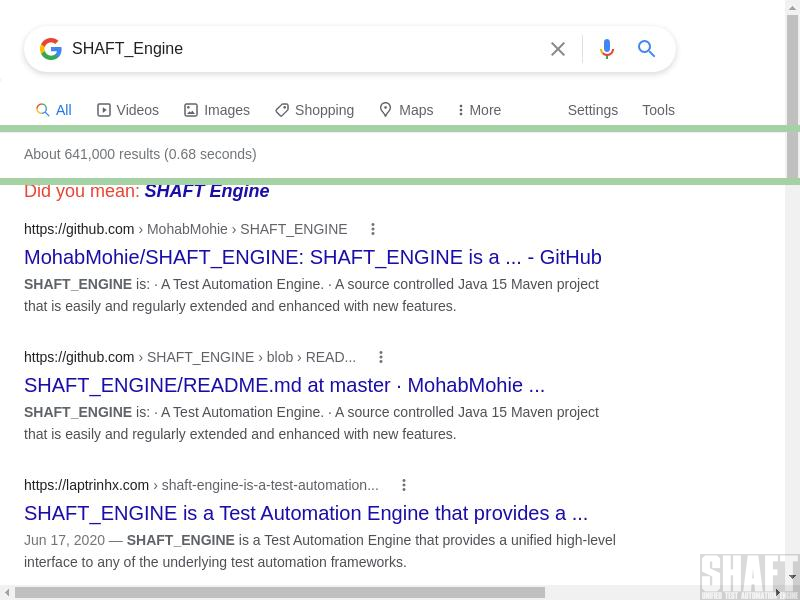 SHAFT_Engine
All Videos Images Shopping Maps More Settings Tools
About 641,000 results (0.68 seconds)
Did you mean: SHAFT Engine
https://github.com › MohabMohie › SHAFT_ENGINE
MohabMohie/SHAFT_ENGINE: SHAFT_ENGINE is a ... - GitHub
SHAFT_ENGINE is: · A Test Automation Engine. · A source controlled Java 15 Maven project
that is easily and regularly extended and enhanced with new features.
https://github.com › SHAFT_ENGINE › blob › READ...
SHAFT_ENGINE/README.md at master · MohabMohie ...
SHAFT_ENGINE is: · A Test Automation Engine. · A source controlled Java 15 Maven project
that is easily and regularly extended and enhanced with new features.
https://laptrinhx.com › shaft-engine-is-a-test-automation...
SHAFT_ENGINE is a Test Automation Engine that provides a ...
Jun 17, 2020 — SHAFT_ENGINE is a Test Automation Engine that provides a unified high-level
interface to any of the underlying test automation frameworks.
SHAFT